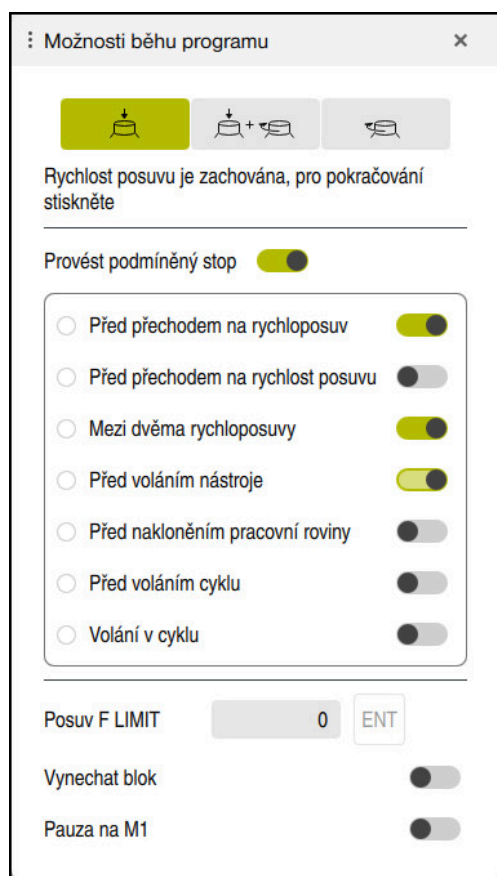 Možnosti běhu programu
Rychlost posuvu je zachována, pro pokračování
stiskněte
Provést podmíněný stop
Před přechodem na rychloposuv
Před přechodem na rychlost posuvu
Mezi dvěma rychloposuvy
Před voláním nástroje
Před nakloněním pracovní roviny
Před voláním cyklu
Volání v cyklu
Posuv F LIMIT 0 ENT
Vynechat blok
Pauza na M1